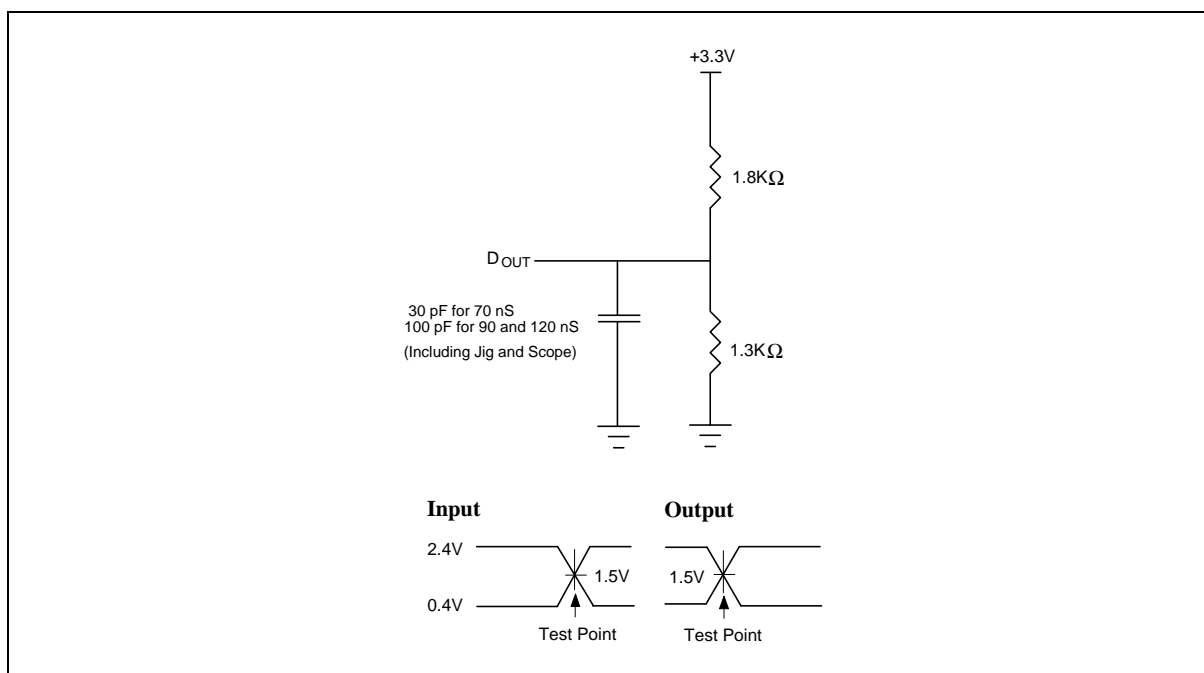 +3.3V
1.8KΩ
DOUT
30 pF for 70 nS
100 pF for 90 and 120 nS
(Including Jig and Scope)
1.3KΩ
Input
Output
2.4V
1.5V
1.5V
0.4V
Test Point
Test Point